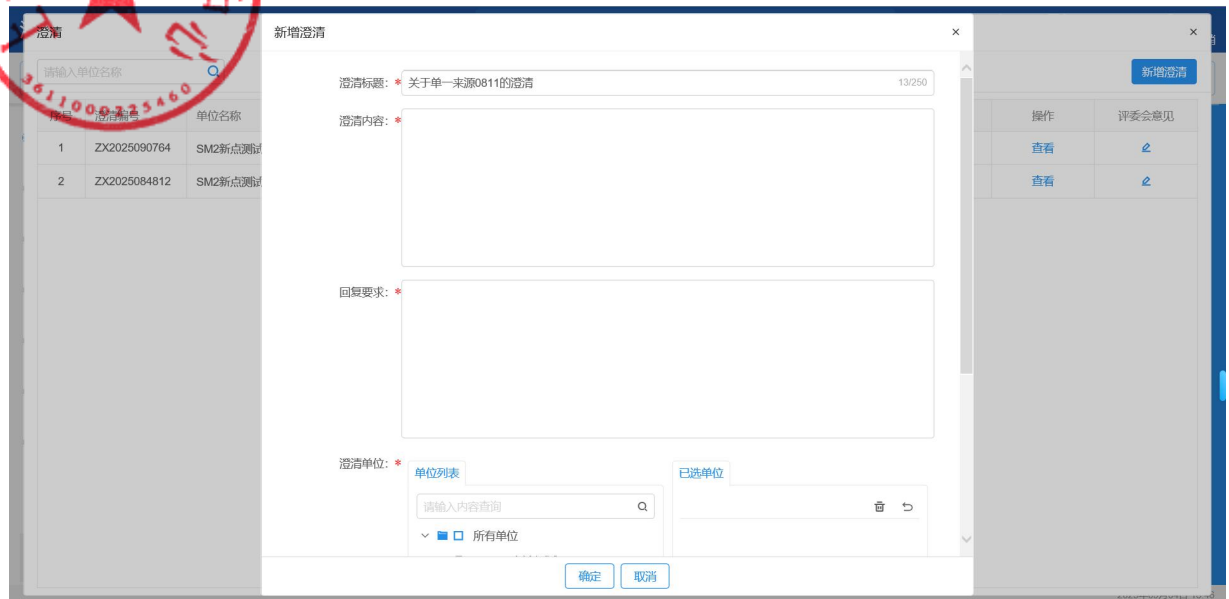 澄清
新增澄清
请输入单位名称
新增澄清
澄清标题: * 关于单一来源0811的澄清 13/250
澄清内容: *
回复要求: *
澄清单位: *
单位列表
已选单位
请输入内容查询
所有单位
确定
取消
序号 澄清编号 单位名称 操作 评委会意见
1 ZX2025090764 SM2新点测试 查看
2 ZX2025084812 SM2新点测试 查看